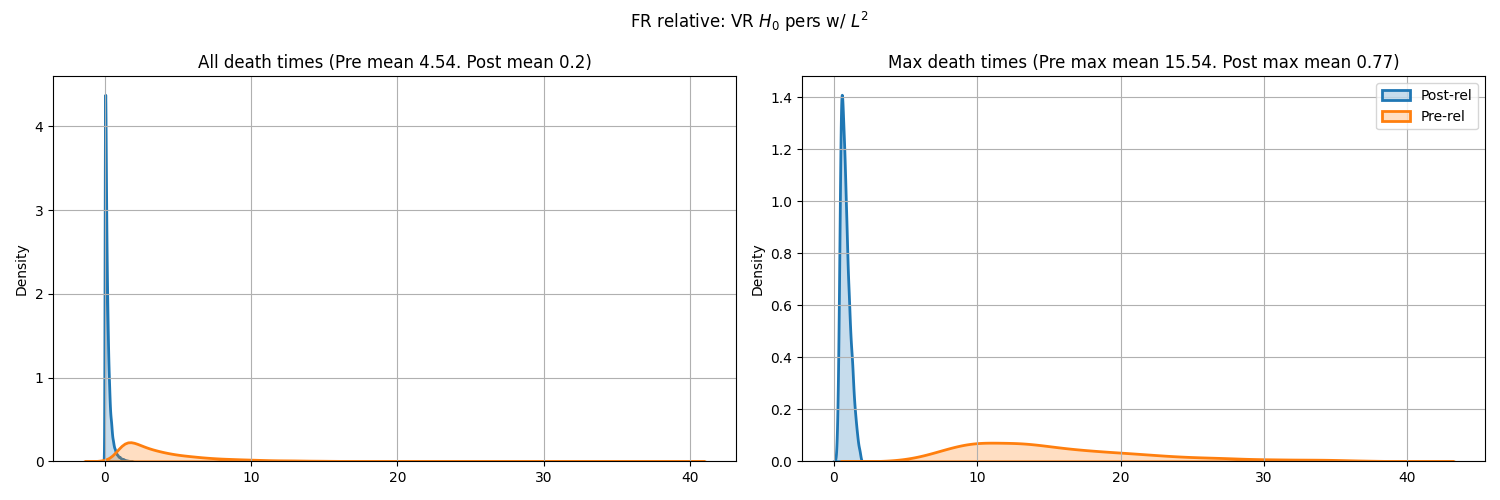 FR relative: VR $H_0$ pers w/ $L^2$
All death times (Pre mean 4.54. Post mean 0.2)
Density
4
3
2
1
0
0 10 20 30 40
Max death times (Pre max mean 15.54. Post max mean 0.77)
Density
1.4
1.2
1.0
0.8
0.6
0.4
0.2
0.0
0 10 20 30 40
Post-rel
Pre-rel